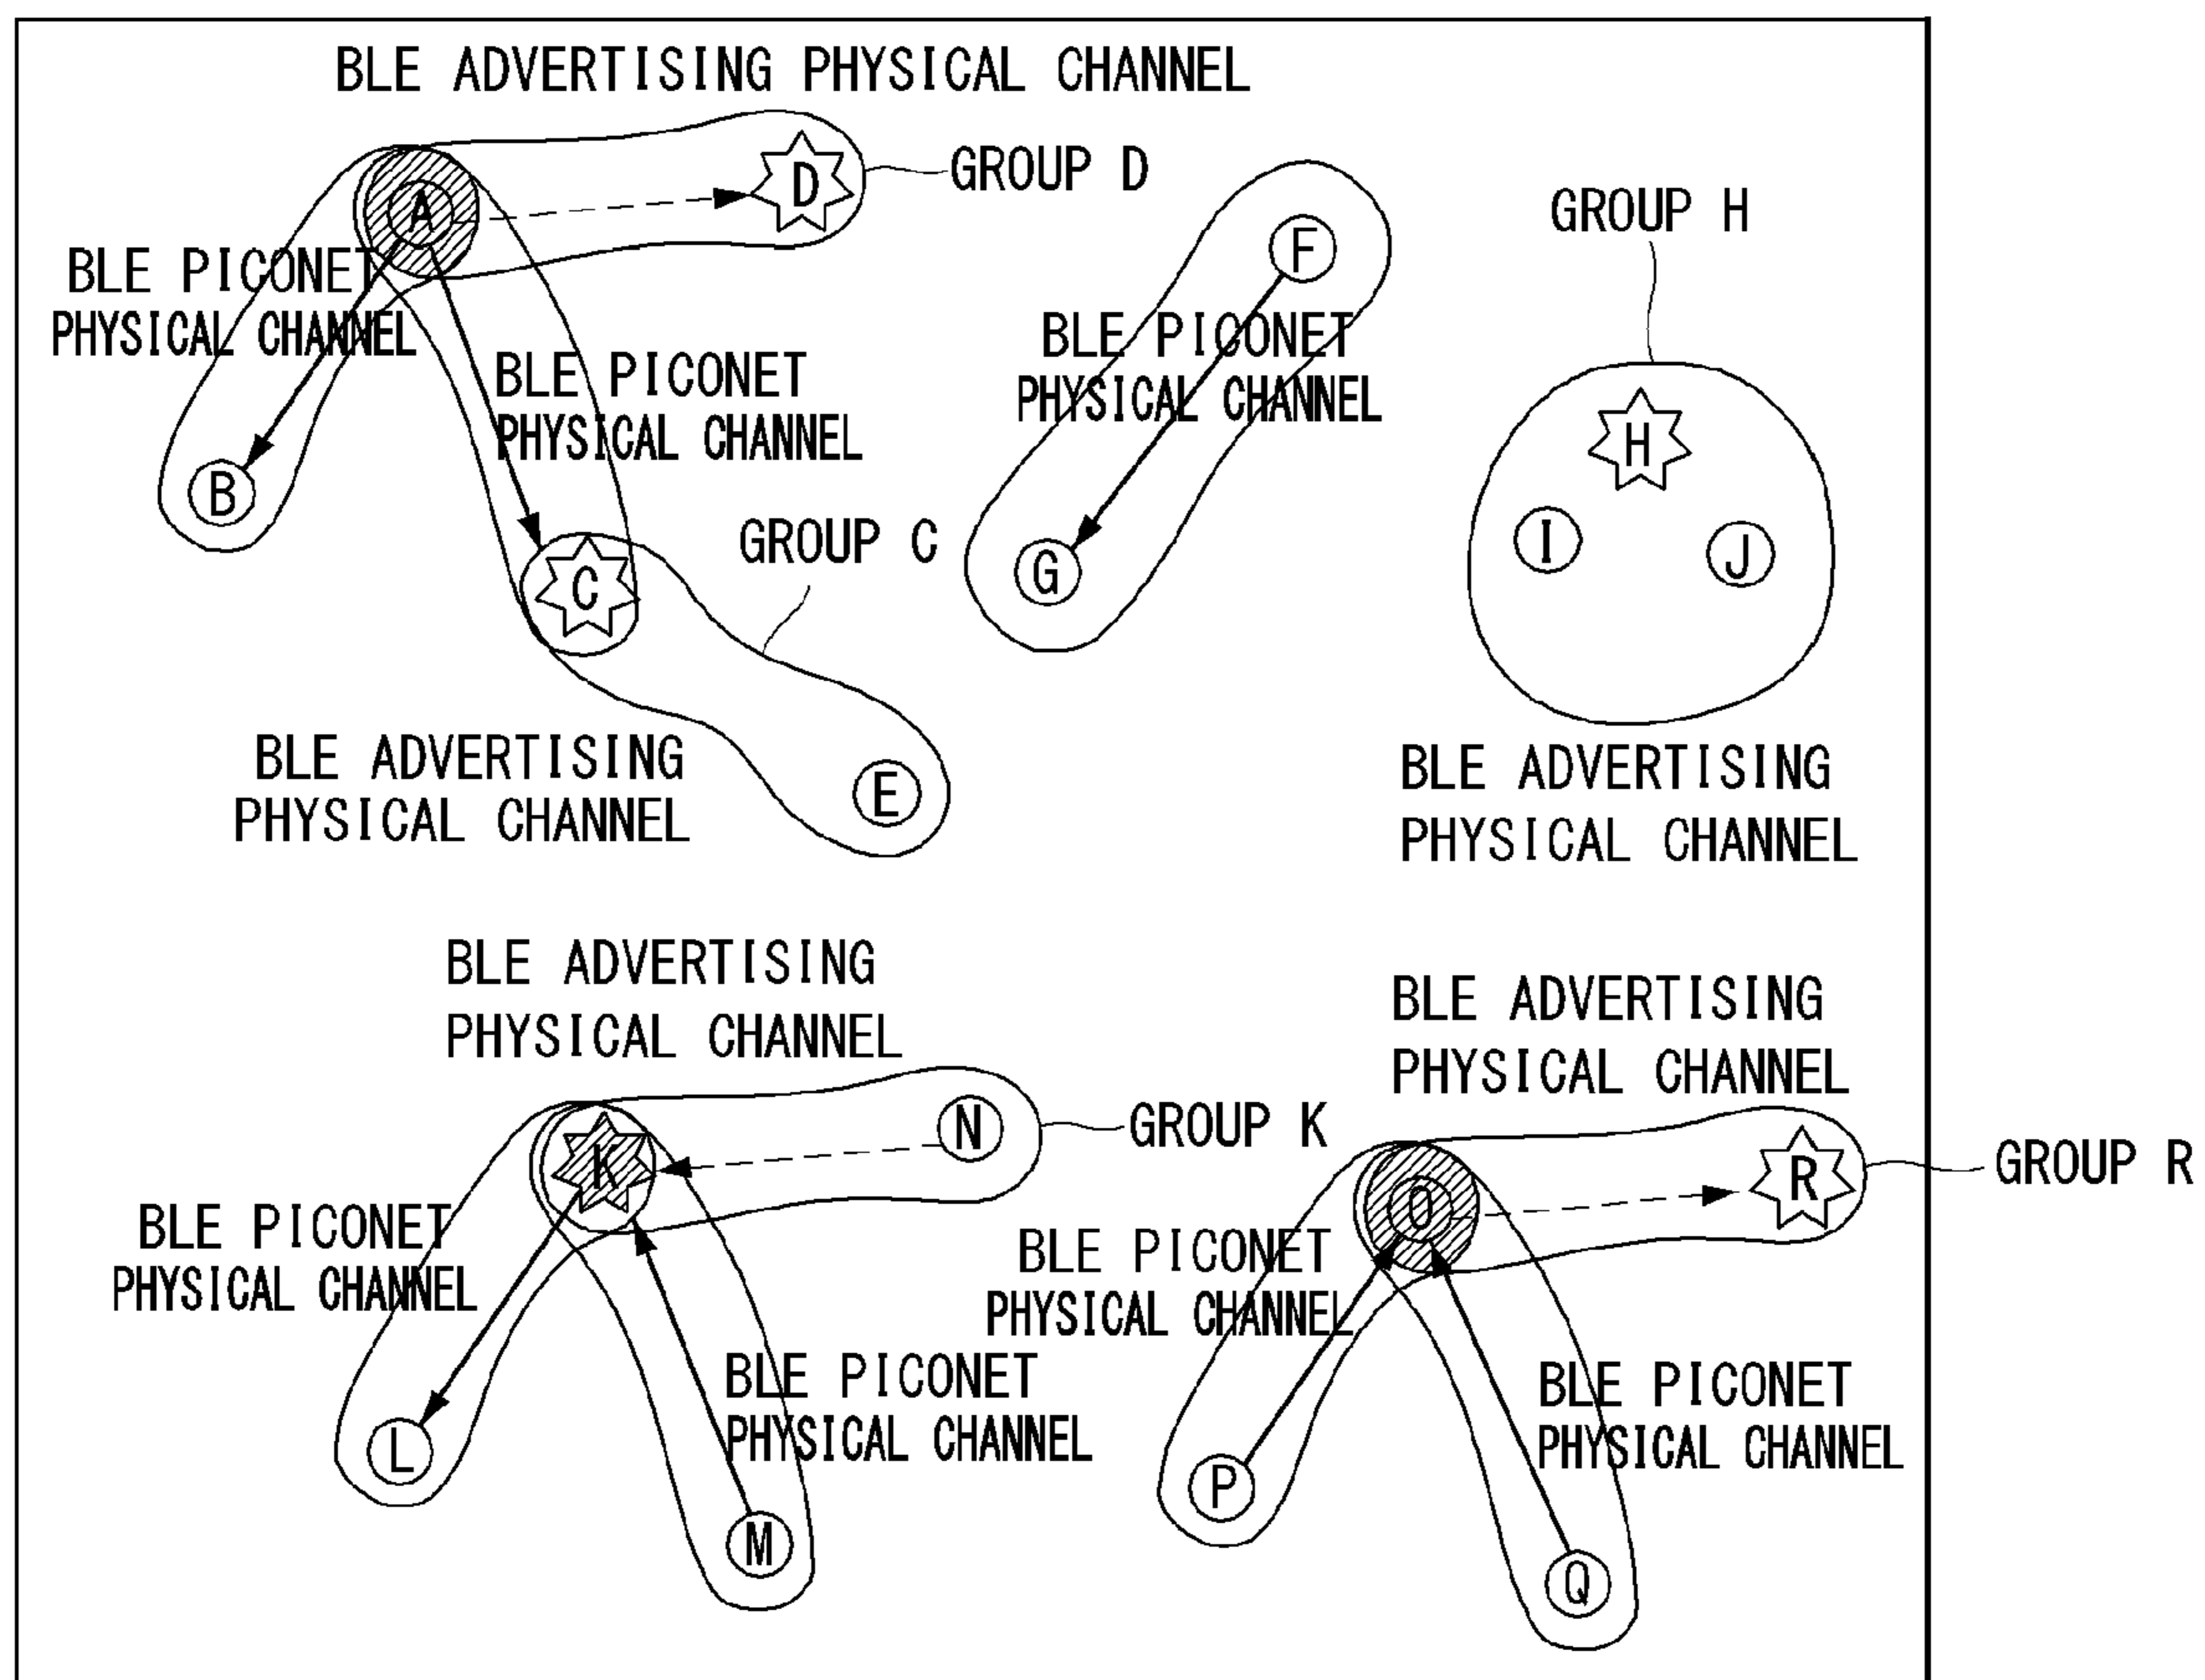 BLE ADVERTISING PHYSICAL CHANNEL
D
GROUP D
A
BLE PICONET
PHYSICAL CHANNEL
BLE PICONET
PHYSICAL CHANNEL
B
GROUP C
C
E
BLE ADVERTISING
PHYSICAL CHANNEL
F
BLE PICONET
PHYSICAL CHANNEL
G
GROUP H
H
I
J
BLE ADVERTISING
PHYSICAL CHANNEL
BLE ADVERTISING
PHYSICAL CHANNEL
N
GROUP K
K
BLE PICONET
PHYSICAL CHANNEL
BLE PICONET
PHYSICAL CHANNEL
L
M
BLE ADVERTISING
PHYSICAL CHANNEL
R
GROUP R
O
BLE PICONET
PHYSICAL CHANNEL
BLE PICONET
PHYSICAL CHANNEL
P
Q